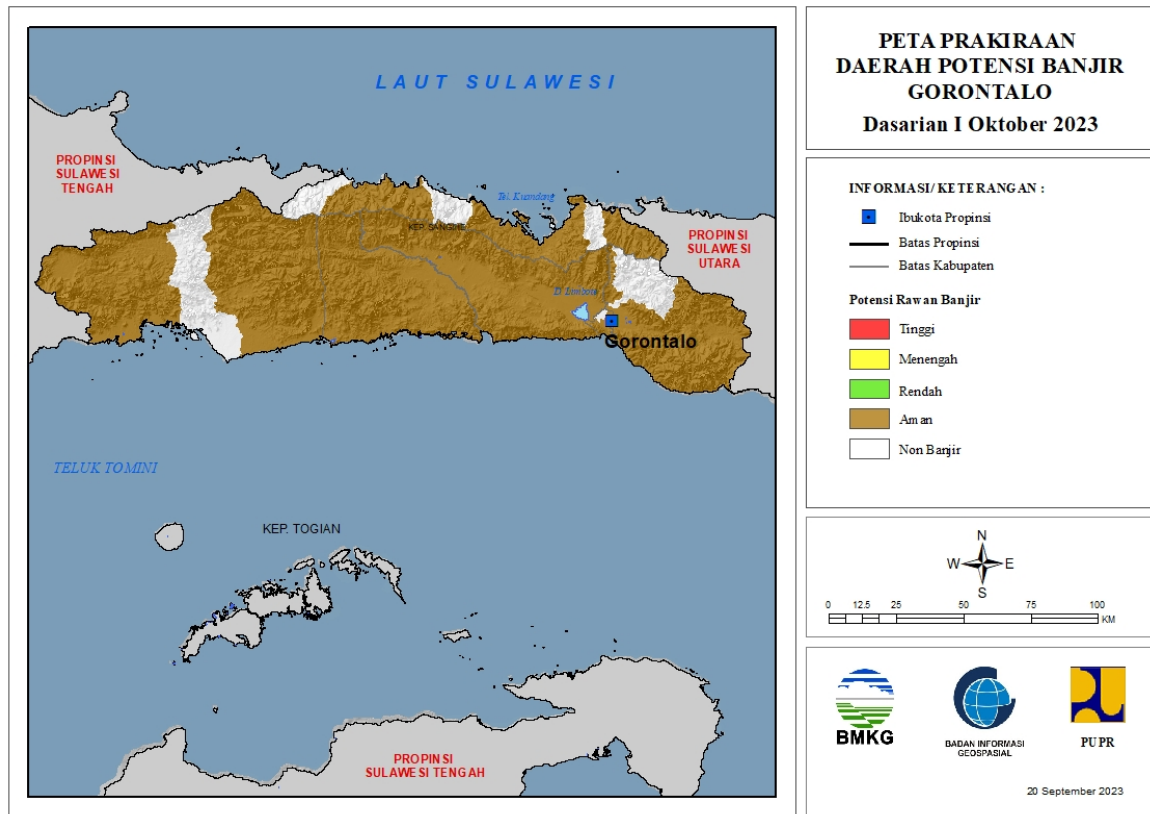 LAUT SULAWESI
PROPINSI
SULAWESI
TENGAH
Tel. Kuandang
KEP. SANGIHE
PROPINSI
SULAWESI
UTARA
D. Limboto
Gorontalo
TELUK TOMINI
KEP. TOGIAN
PROPINSI
SULAWESI TENGAH
PETA PRAKIRAAN
DAERAH POTENSI BANJIR
GORONTALO
Dasarian I Oktober 2023
INFORMASI/ KETERANGAN :
Ibukota Propinsi
Batas Propinsi
Batas Kabupaten
Potensi Rawan Banjir
Tinggi
Menengah
Rendah
Aman
Non Banjir
N
W E
S
0 12.5 25 50 75 100
KM
BMKG
BADAN INFORMASI
GEOSPASIAL
PUPR
20 September 2023